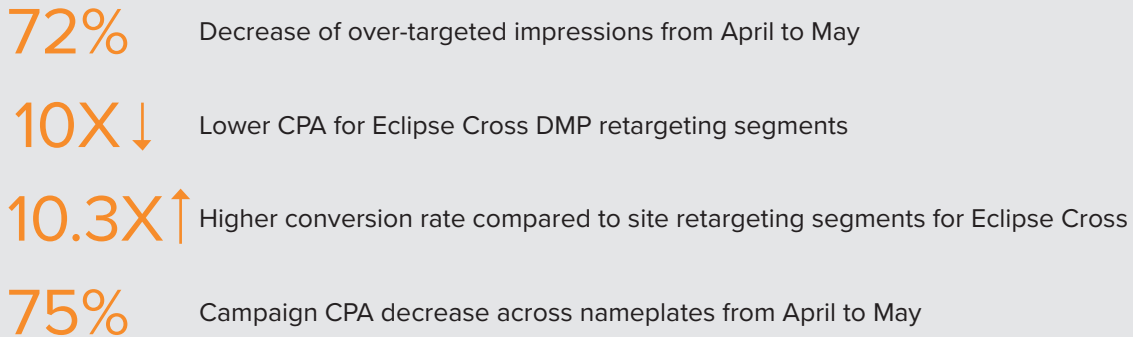 72% Decrease of over-targeted impressions from April to May
10X↓ Lower CPA for Eclipse Cross DMP retargeting segments
10.3X↑ Higher conversion rate compared to site retargeting segments for Eclipse Cross
75% Campaign CPA decrease across nameplates from April to May